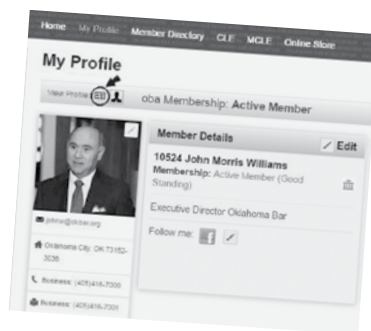 Home My Profile Member Directory CLE MCLE Online Store
My Profile
View Profile: oba Membership: Active Member
Member Details Edit
10524 John Morris Williams
Membership: Active Member (Good
Standing)
Executive Director Oklahoma Bar
Follow me:
johnw@okbar.org
Oklahoma City, OK 73152-
3036
Business: (405)416-7000
Business: (405)416-7001